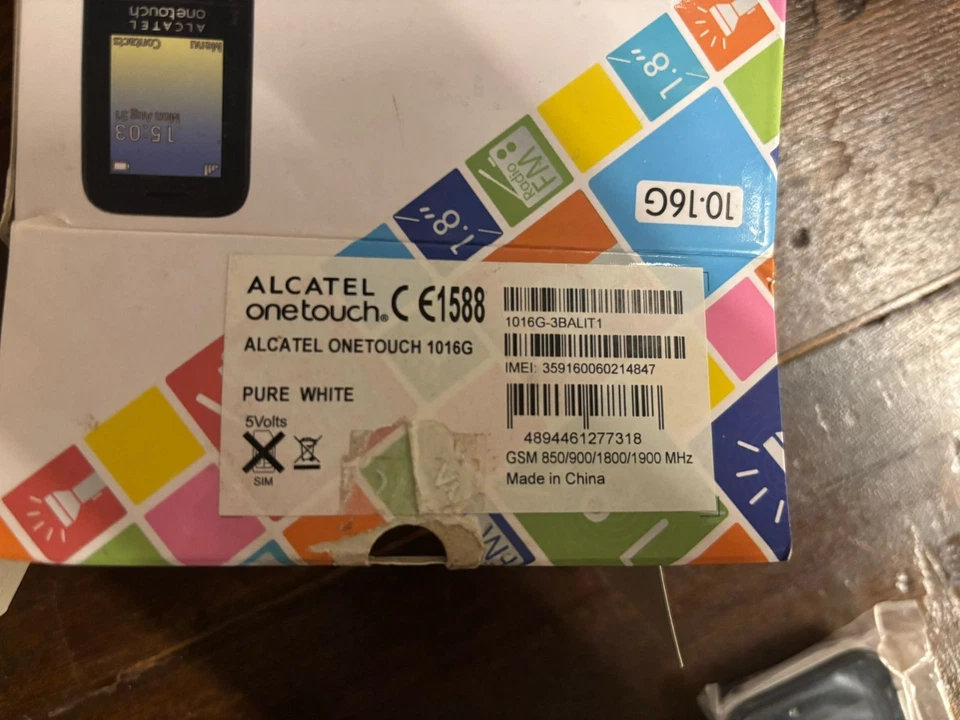 ALCATEL
onetouch
Menu
Contacts
Mon Aug 31
15:03
1.8"
Radio
FM
1.8"
10·16G
ALCATEL
onetouch®
CE1588
ALCATEL ONETOUCH 1016G
PURE WHITE
5Volts
SIM
1016G-3BALIT1
IMEI: 359160060214847
4894461277318
GSM 850/900/1800/1900 MHz
Made in China